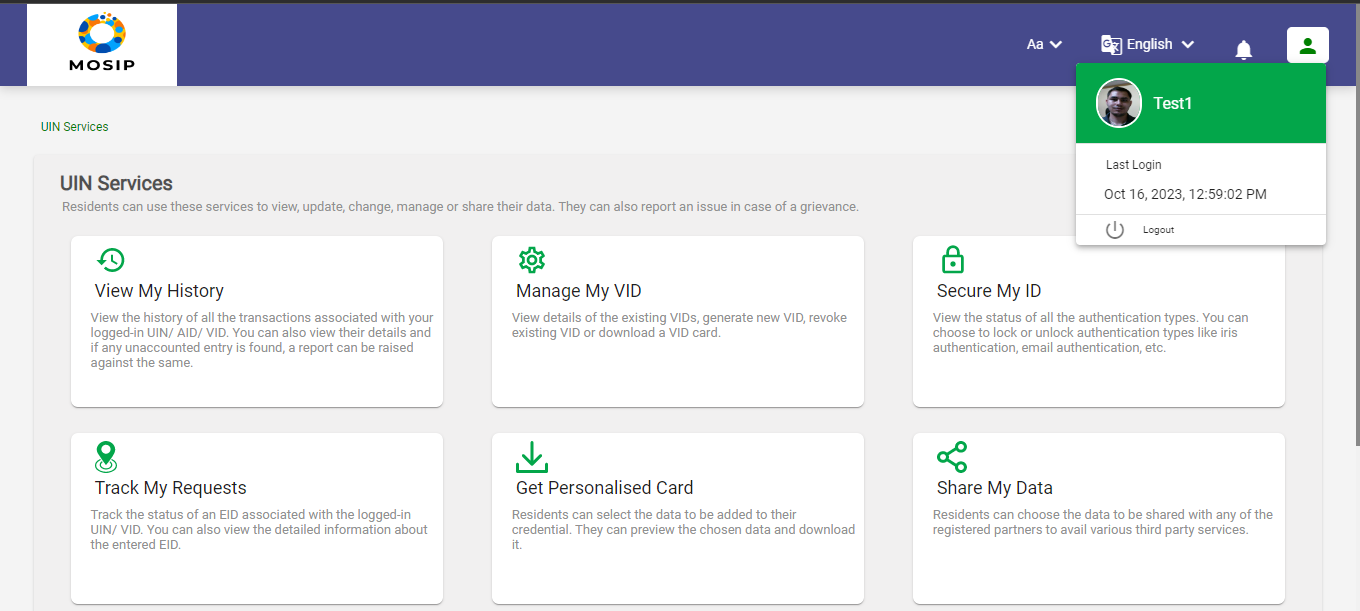 MOSIP
Aa
English
Test1
Last Login
Oct 16, 2023, 12:59:02 PM
Logout
UIN Services
UIN Services
Residents can use these services to view, update, change, manage or share their data. They can also report an issue in case of a grievance.
View My History
View the history of all the transactions associated with your
logged-in UIN/ AID/ VID. You can also view their details and
if any unaccounted entry is found, a report can be raised
against the same.
Manage My VID
View details of the existing VIDs, generate new VID, revoke
existing VID or download a VID card.
Secure My ID
View the status of all the authentication types. You can
choose to lock or unlock authentication types like iris
authentication, email authentication, etc.
Track My Requests
Track the status of an EID associated with the logged-in
UIN/ VID. You can also view the detailed information about
the entered EID.
Get Personalised Card
Residents can select the data to be added to their
credential. They can preview the chosen data and download
it.
Share My Data
Residents can choose the data to be shared with any of the
registered partners to avail various third party services.